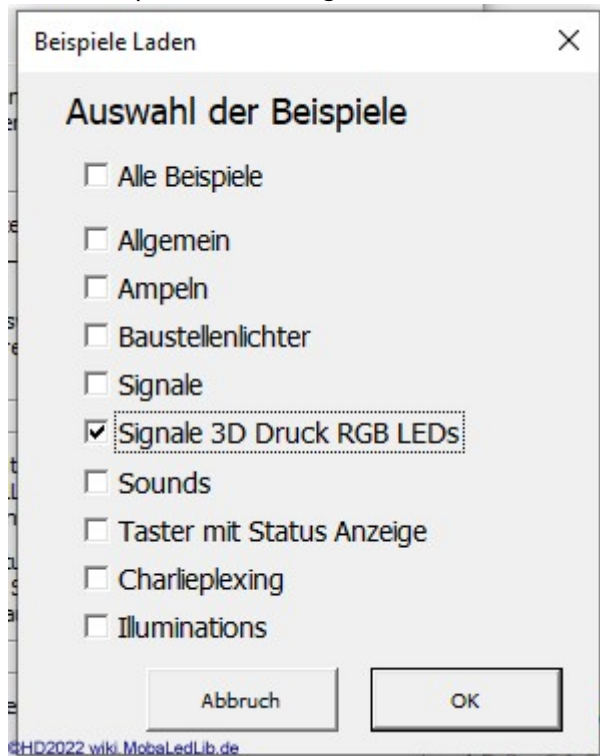 Beispiele Laden
Auswahl der Beispiele
Alle Beispiele
Allgemein
Ampeln
Baustellenlichter
Signale
Signale 3D Druck RGB LEDs
Sounds
Taster mit Status Anzeige
Charlieplexing
Illuminations
Abbruch OK
©HD2022 wiki.MobaLedLib.de